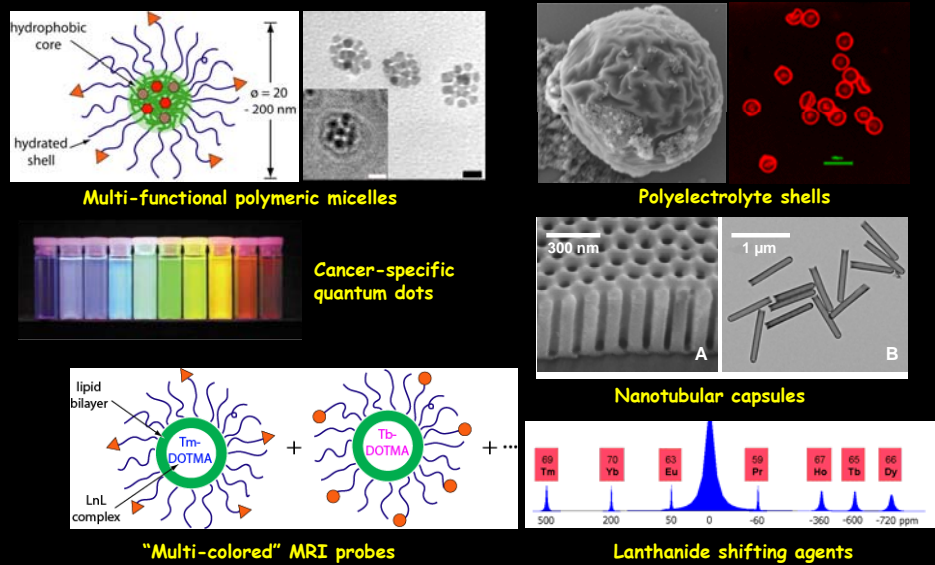 hydrophobic
core
hydrated
shell
ø = 20
- 200 nm
Multi-functional polymeric micelles
Polyelectrolyte shells
Cancer-specific
quantum dots
300 nm
A
1 µm
B
Nanotubular capsules
lipid
bilayer
Tm-
DOTMA
LnL
complex
+
Tb-
DOTMA
+ ...
"Multi-colored" MRI probes
69
Tm
70
Yb
63
Eu
59
Pr
67
Ho
65
Tb
66
Dy
500 200 50 0 -60 -360 -600 -720 ppm
Lanthanide shifting agents